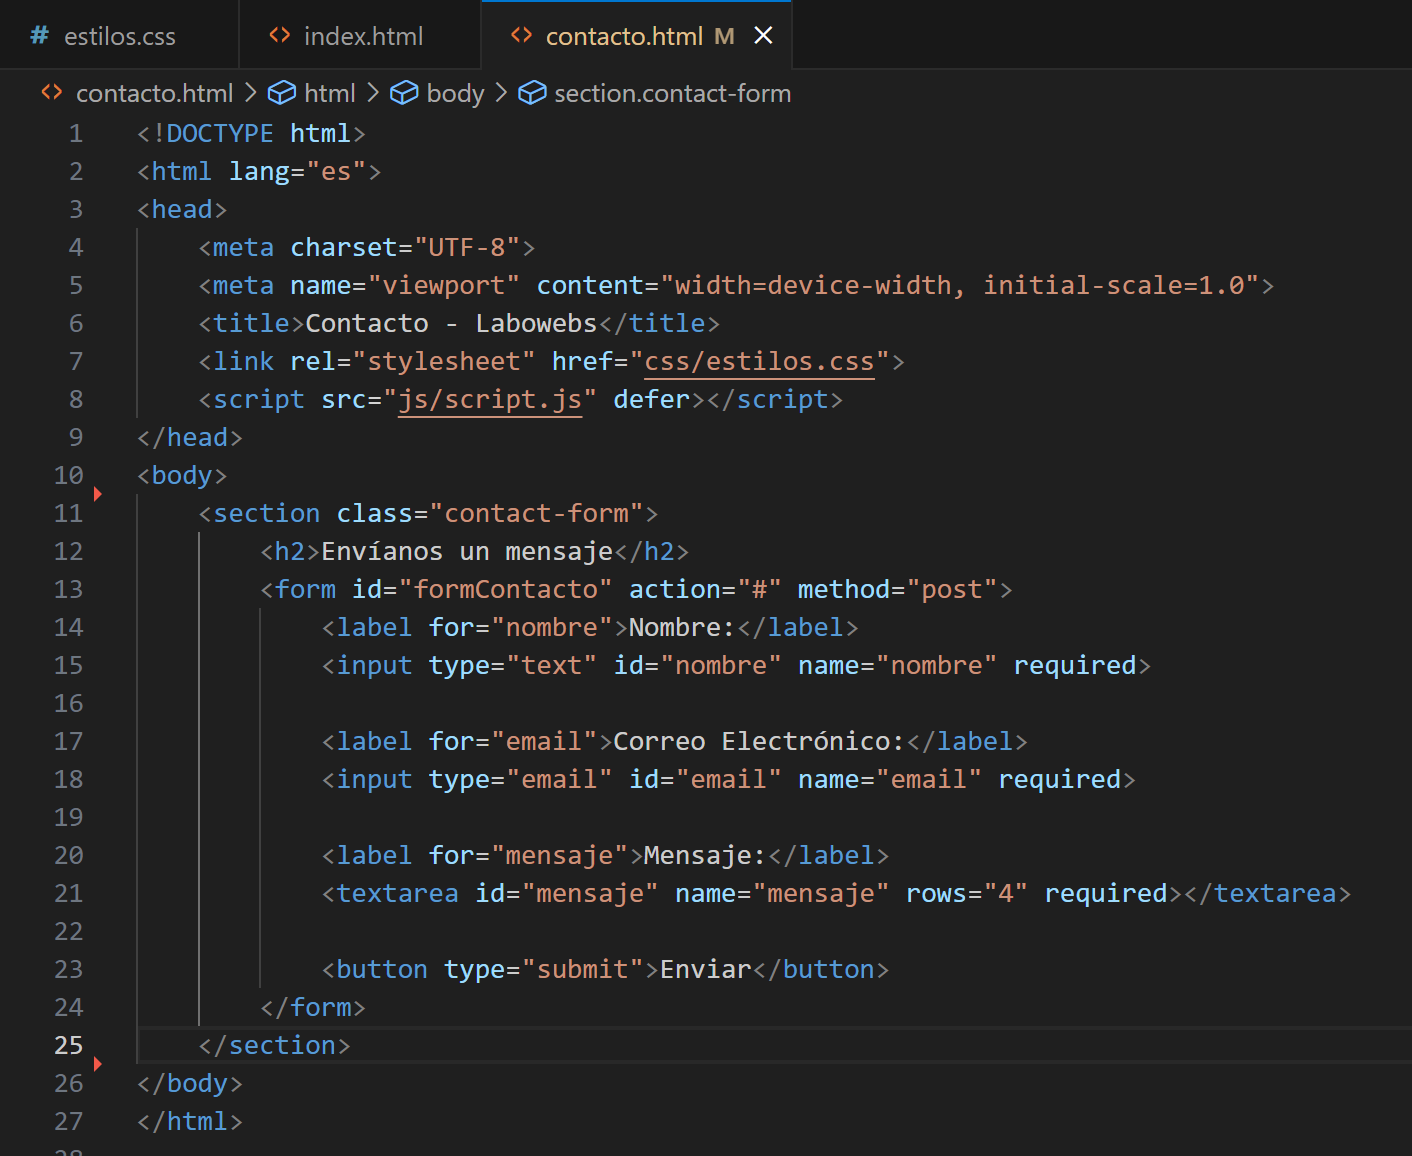 # estilos.css <> index.html <> contacto.html M ×
<> contacto.html > html > body > section.contact-form
1 <!DOCTYPE html>
2 <html lang="es">
3 <head>
4     <meta charset="UTF-8">
5     <meta name="viewport" content="width=device-width, initial-scale=1.0">
6     <title>Contacto - Labowebs</title>
7     <link rel="stylesheet" href="css/estilos.css">
8     <script src="js/script.js" defer></script>
9 </head>
10 <body>
11     <section class="contact-form">
12         <h2>Envíanos un mensaje</h2>
13         <form id="formContacto" action="#" method="post">
14             <label for="nombre">Nombre:</label>
15             <input type="text" id="nombre" name="nombre" required>
16
17             <label for="email">Correo Electrónico:</label>
18             <input type="email" id="email" name="email" required>
19
20             <label for="mensaje">Mensaje:</label>
21             <textarea id="mensaje" name="mensaje" rows="4" required></textarea>
22
23             <button type="submit">Enviar</button>
24         </form>
25     </section>
26 </body>
27 </html>
28